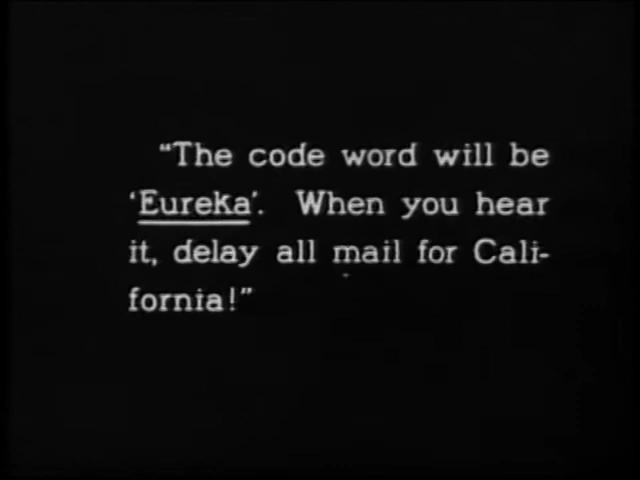 "The code word will be
'Eureka'. When you hear
it, delay all mail for Cali-
fornia!"